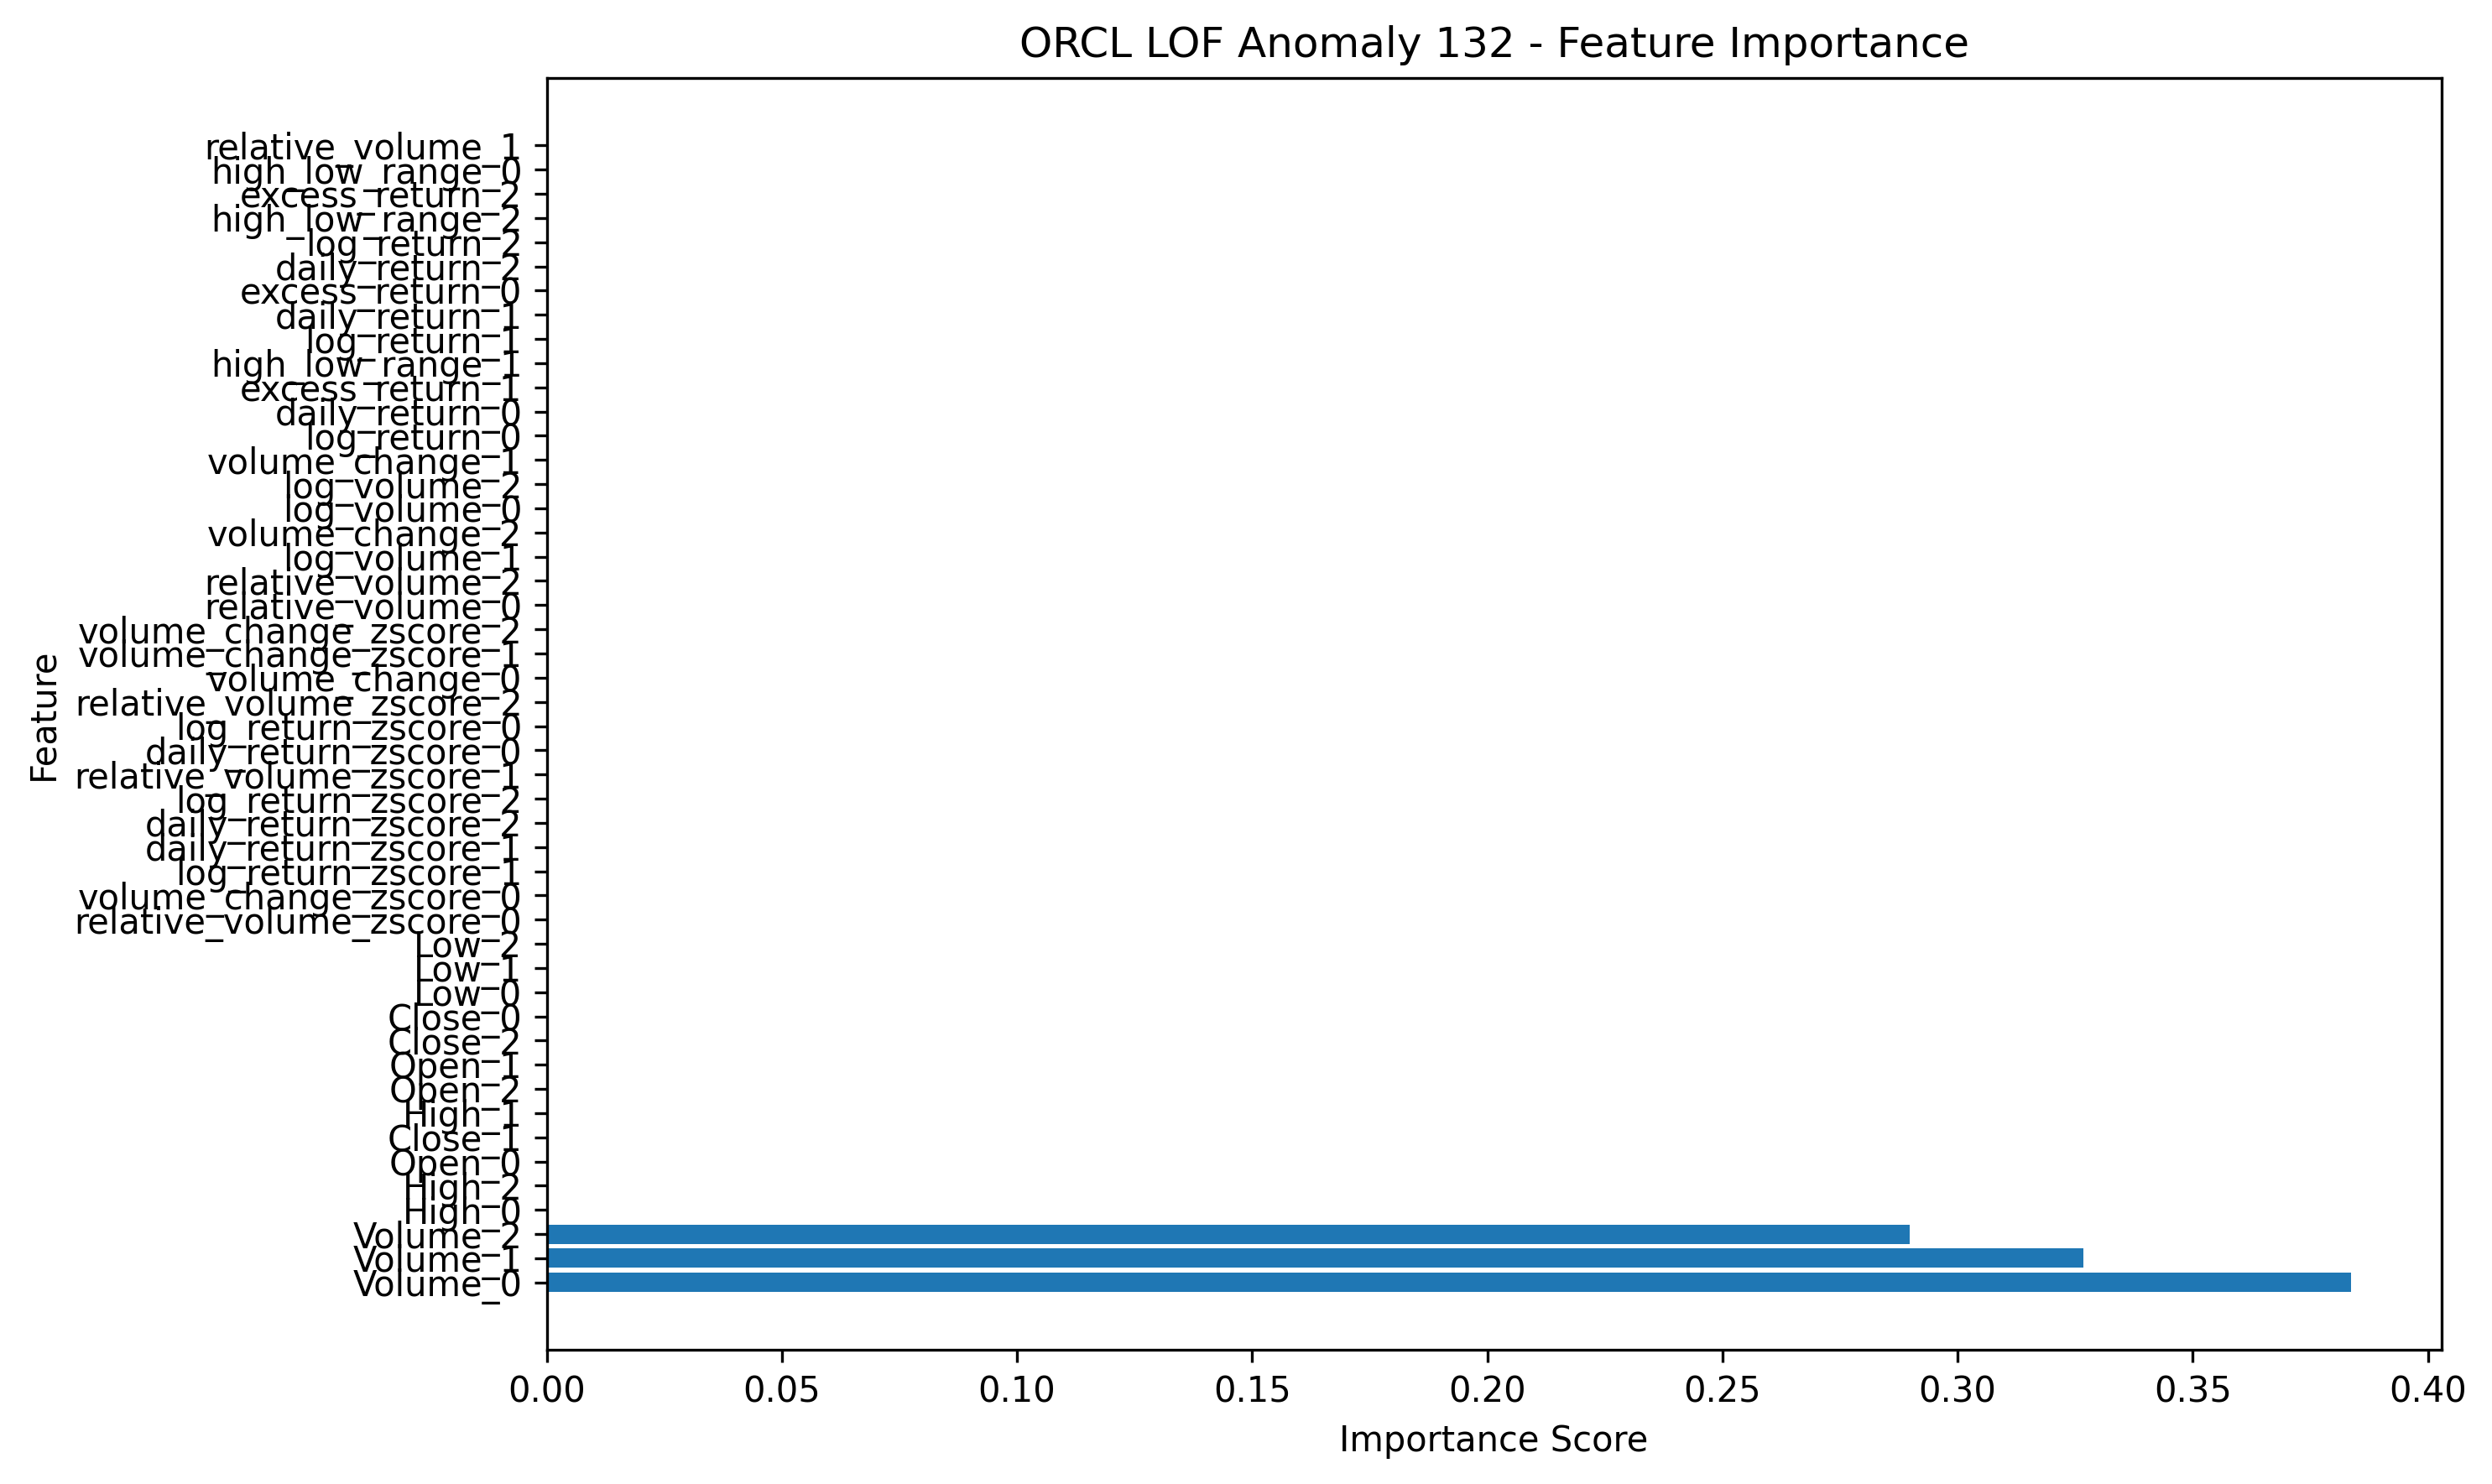 ORCL LOF Anomaly 132 - Feature Importance
relative_volume_1
high_low_range_0
excess_return_2
high_low_range_2
log_return_2
daily_return_2
excess_return_0
daily_return_1
log_return_1
high_low_range_1
excess_return_1
daily_return_0
log_return_0
volume_change_1
log_volume_2
log_volume_0
volume_change_2
log_volume_1
relative_volume_2
relative_volume_0
volume_change_zscore_2
volume_change_zscore_1
volume_change_0
relative_volume_zscore_2
log_return_zscore_0
daily_return_zscore_0
relative_volume_zscore_1
log_return_zscore_2
daily_return_zscore_2
daily_return_zscore_1
log_return_zscore_1
volume_change_zscore_0
relative_volume_zscore_0
Low_2
Low_1
Low_0
Close_0
Close_2
Open_1
Open_2
High_1
Close_1
Open_0
High_2
High_0
Volume_2
Volume_1
Volume_0
Feature
0.00 0.05 0.10 0.15 0.20 0.25 0.30 0.35 0.40
Importance Score